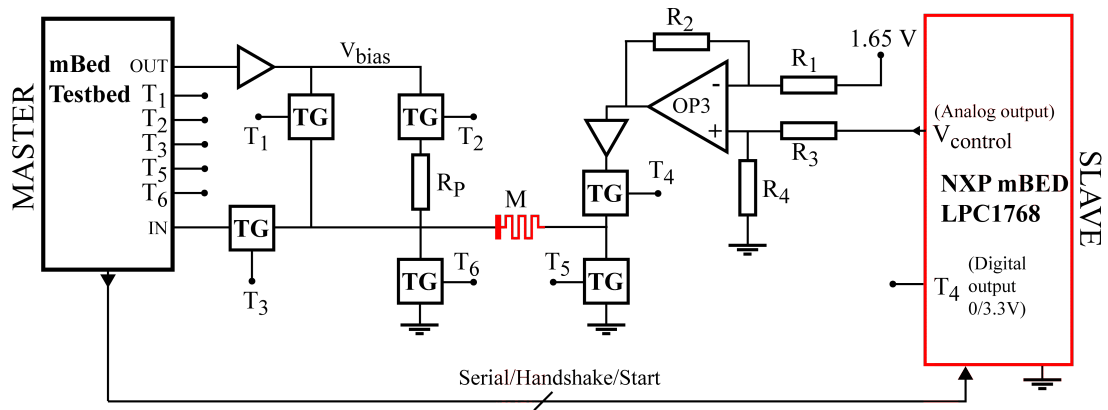 MASTER
mBed
Testbed
OUT
T1
T2
T3
T5
T6
IN
Vbias
TG
T1
TG
T2
RP
TG
T3
M
TG
T6
T5
TG
TG
T4
R2
OP3
-
+
R1
1.65 V
R3
R4
(Analog output)
Vcontrol
NXP mBED
LPC1768
T4
(Digital
output
0/3.3V)
SLAVE
Serial/Handshake/Start